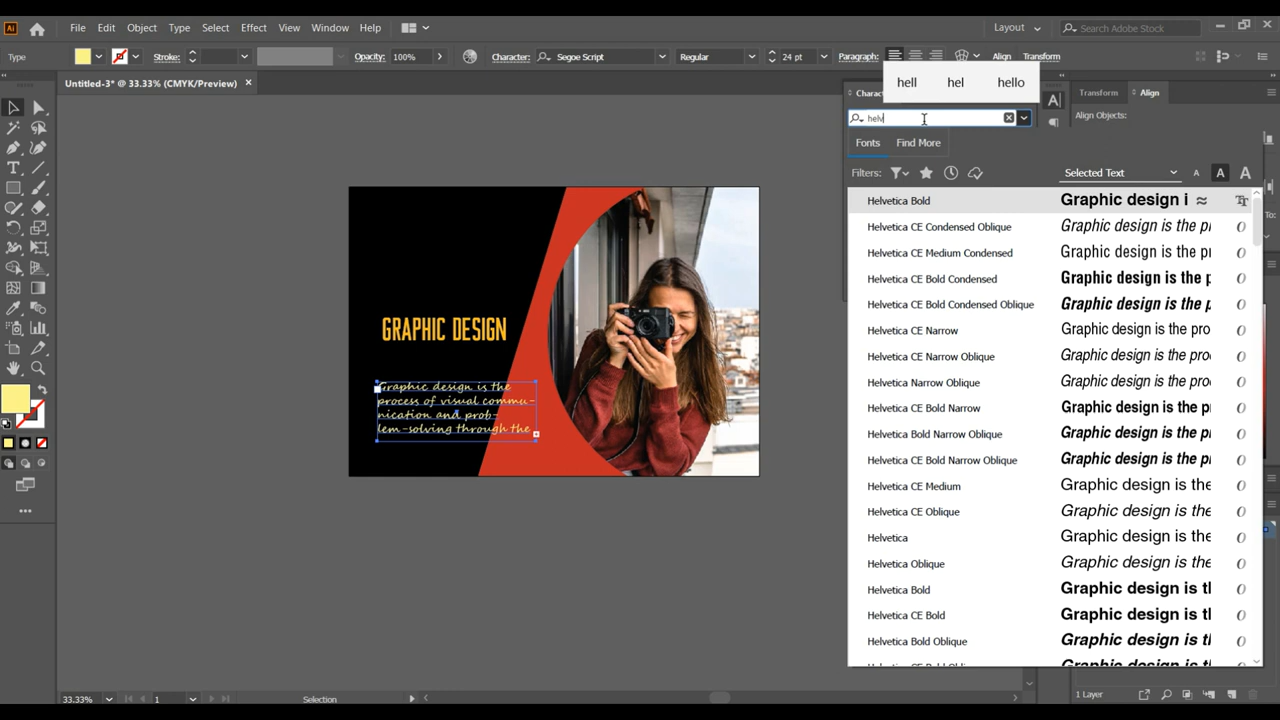 Ai
File Edit Object Type Select Effect View Window Help
Layout
Search Adobe Stock
Type
Stroke:
Opacity: 100%
Character: Segoe Script
Regular
24 pt
Paragraph:
Align
Transform
Untitled-3* @ 33.33% (CMYK/Preview)
hell hel hello
Charac
Transform
Align
helv
Align Objects:
Fonts
Find More
Filters:
Selected Text
To:
Helvetica Bold Graphic design i
Helvetica CE Condensed Oblique Graphic design is the pr
Helvetica CE Medium Condensed Graphic design is the pr
Helvetica CE Bold Condensed Graphic design is the p
Helvetica CE Bold Condensed Oblique Graphic design is the p
Helvetica CE Narrow Graphic design is the pro
Helvetica CE Narrow Oblique Graphic design is the pro
Helvetica Narrow Oblique Graphic design is the pro
Helvetica CE Bold Narrow Graphic design is the pr
Helvetica Bold Narrow Oblique Graphic design is the pr
Helvetica CE Bold Narrow Oblique Graphic design is the pr
Helvetica CE Medium Graphic design is the
Helvetica CE Oblique Graphic design is the
Helvetica Graphic design is the
Helvetica Oblique Graphic design is the
Helvetica Bold Graphic design is tl
Helvetica CE Bold Graphic design is tl
Helvetica Bold Oblique Graphic design is tl
GRAPHIC DESIGN
Graphic design is the
process of visual commu-
nication and prob-
lem-solving through the
33.33%
1
Selection
1 Layer